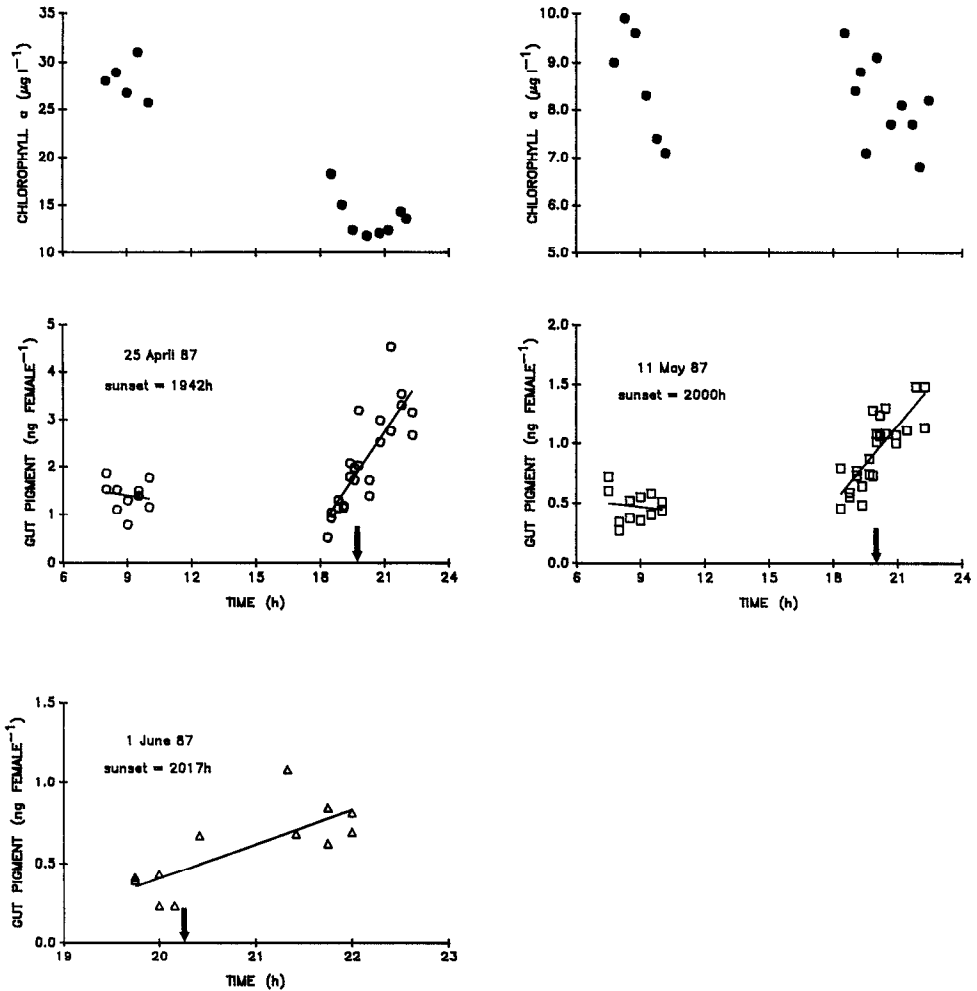 CHLOROPHYLL a (µg l⁻¹)
35
30
25
20
15
10
CHLOROPHYLL a (µg l⁻¹)
10.0
9.0
8.0
7.0
6.0
5.0
GUT PIGMENT (ng FEMALE⁻¹)
5
4
3
2
1
0
25 April 87
sunset = 1942h
6 9 12 15 18 21 24
TIME (h)
GUT PIGMENT (ng FEMALE⁻¹)
2.0
1.5
1.0
0.5
0.0
11 May 87
sunset = 2000h
6 9 12 15 18 21 24
TIME (h)
GUT PIGMENT (ng FEMALE⁻¹)
1.5
1.0
0.5
0.0
1 June 87
sunset = 2017h
19 20 21 22 23
TIME (h)